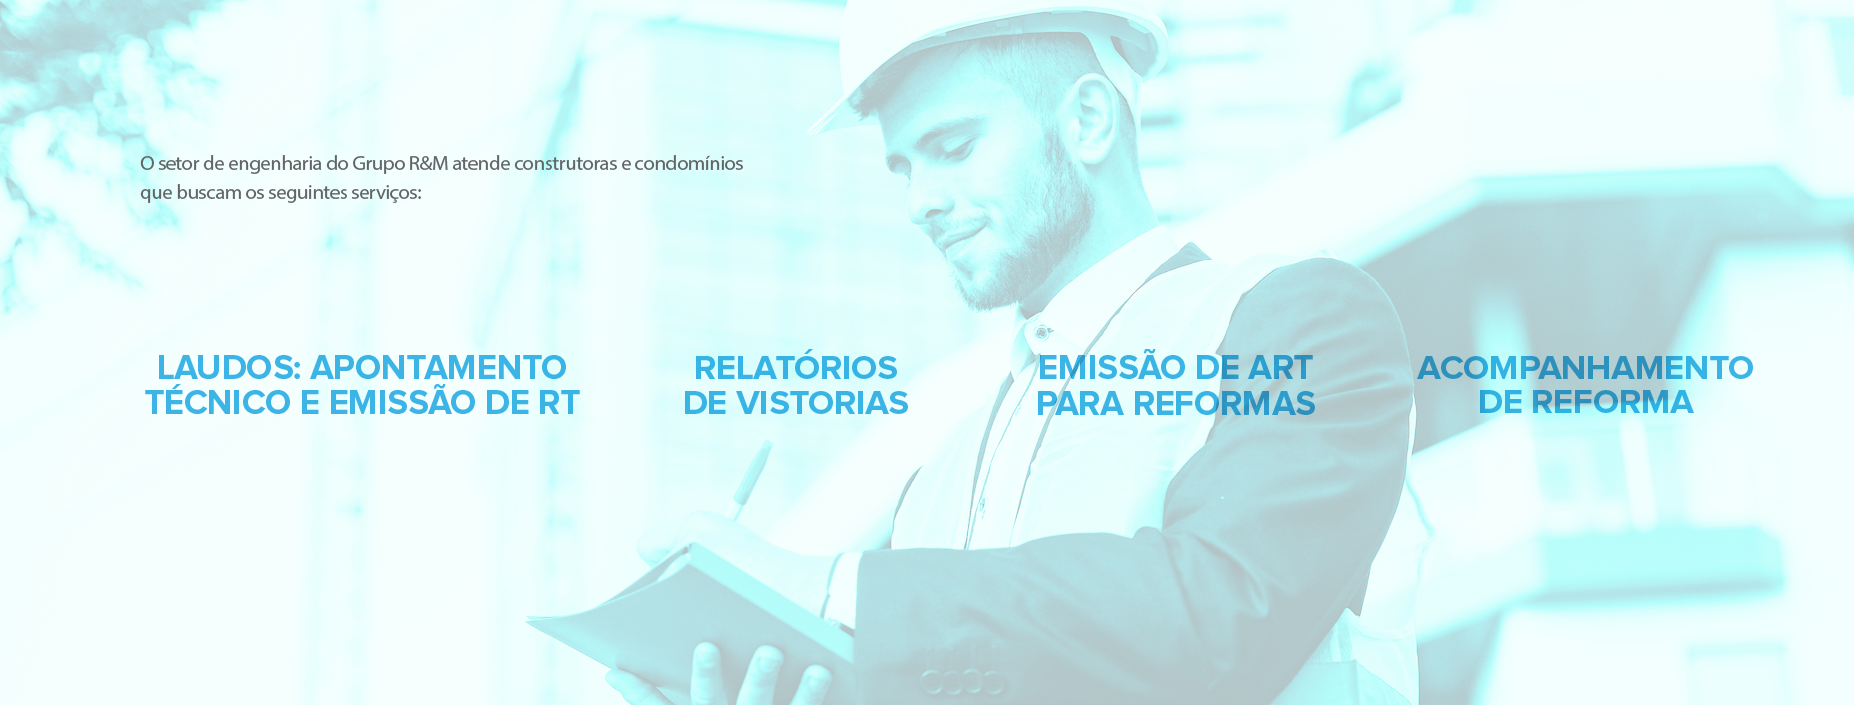 O setor de engenharia do Grupo R&M atende construtoras e condomínios
que buscam os seguintes serviços:
LAUDOS: APONTAMENTO
TÉCNICO E EMISSÃO DE RT
RELATÓRIOS
DE VISTORIAS
EMISSÃO DE ART
PARA REFORMAS
ACOMPANHAMENTO
DE REFORMA